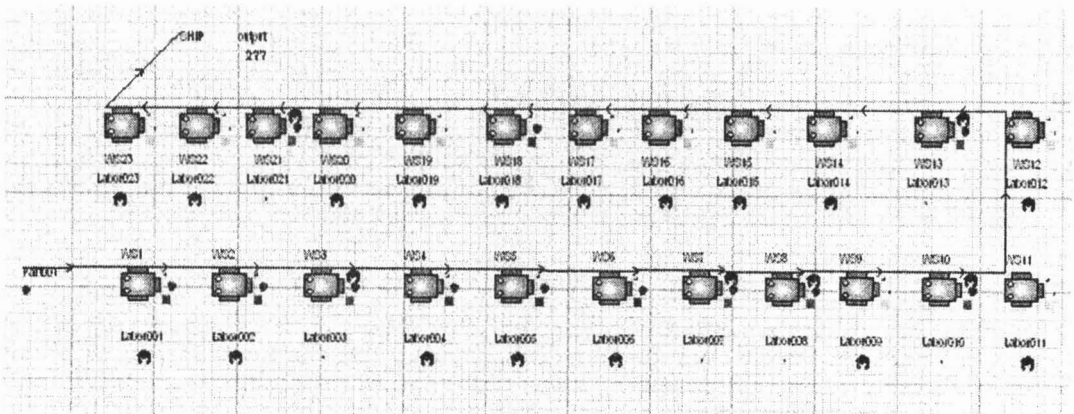 SHIP output
277
WS23 WS22 WS21 WS20 WS19 WS18 WS17 WS16 WS15 WS14 WS13 WS12
Labor023 Labor022 Labor021 Labor020 Labor019 Labor018 Labor017 Labor016 Labor015 Labor014 Labor013 Labor012
WS1 WS2 WS3 WS4 WS5 WS6 WS7 WS8 WS9 WS10 WS11
Labor001 Labor002 Labor003 Labor004 Labor005 Labor006 Labor007 Labor008 Labor009 Labor010 Labor011